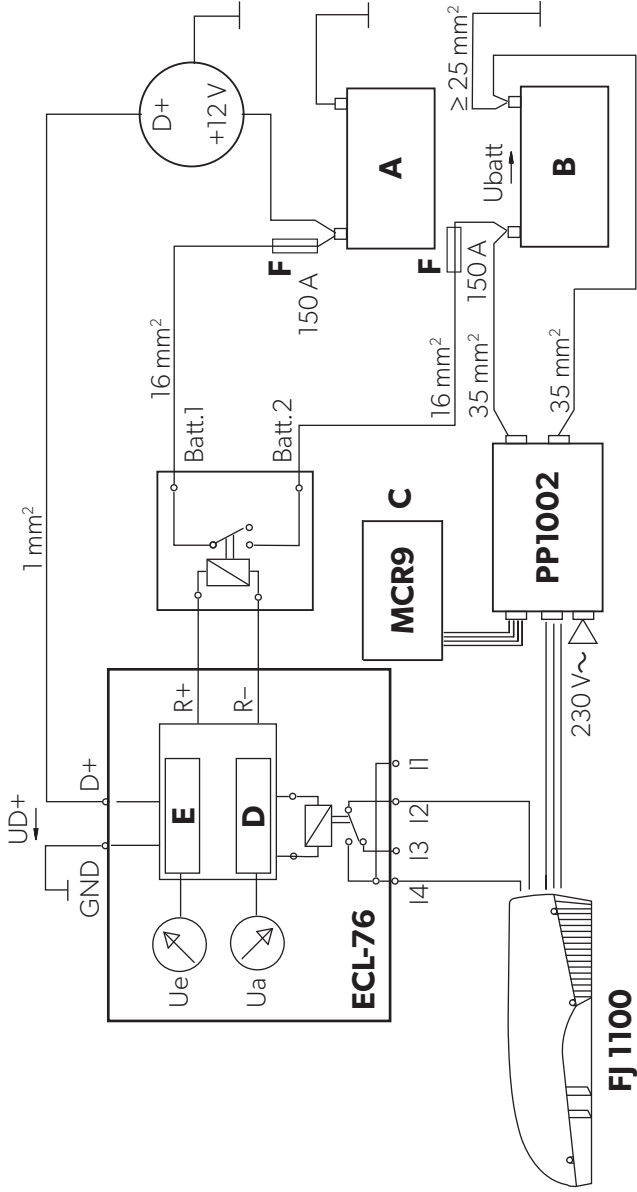 UD+
GND
D+
1 mm²
D+
+12 V
E
D
Ue
Ua
ECL-76
R+
R–
I4
I3
I2
I1
Batt.1
Batt.2
16 mm²
F
150 A
A
MCR9
C
16 mm²
F
150 A
35 mm²
35 mm²
≥ 25 mm²
Ubatt
B
PP1002
230 V~
FJ 1100